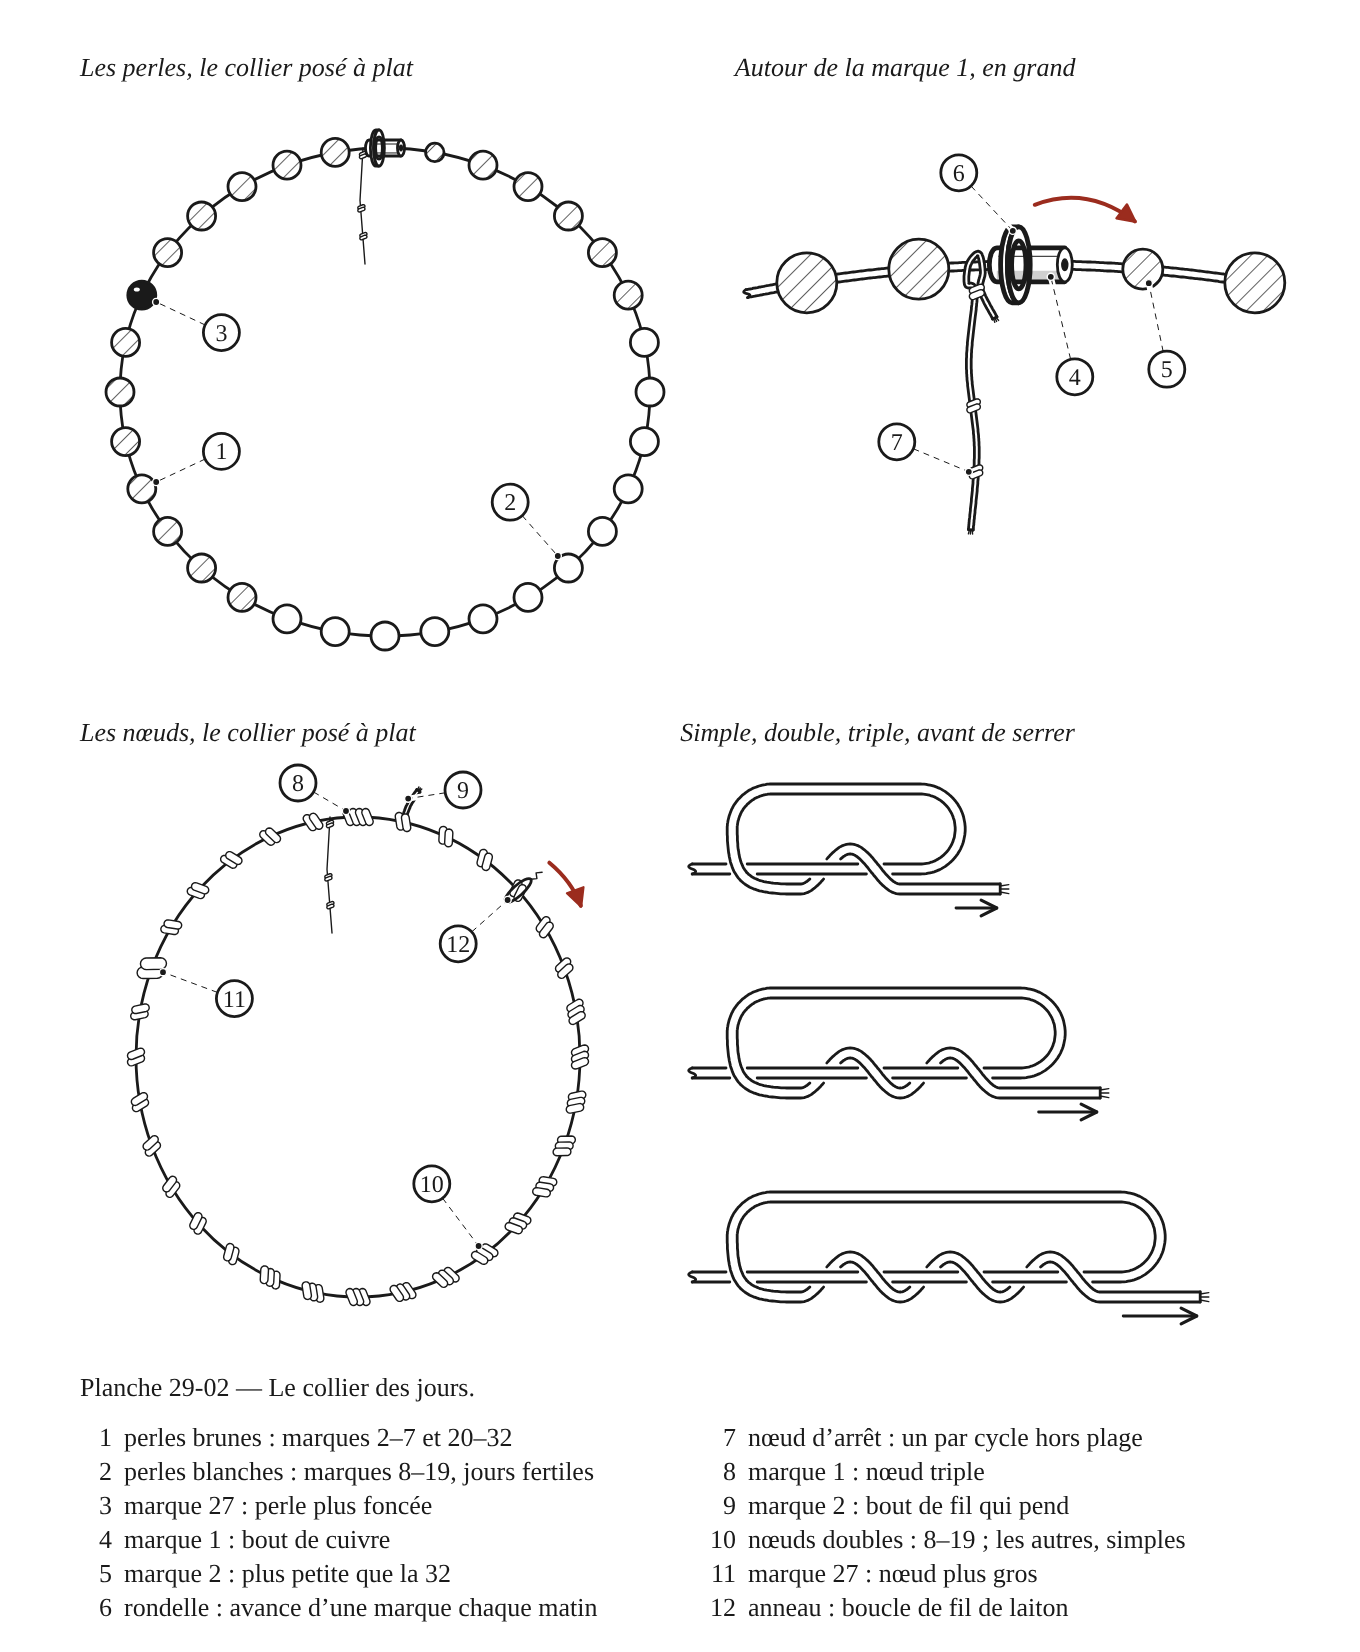 Les perles, le collier posé à plat
Autour de la marque 1, en grand
6
3
4
5
1
7
2
Les nœuds, le collier posé à plat
Simple, double, triple, avant de serrer
8
9
12
11
10
Planche 29-02 — Le collier des jours.
1 perles brunes : marques 2–7 et 20–32
2 perles blanches : marques 8–19, jours fertiles
3 marque 27 : perle plus foncée
4 marque 1 : bout de cuivre
5 marque 2 : plus petite que la 32
6 rondelle : avance d’une marque chaque matin
7 nœud d’arrêt : un par cycle hors plage
8 marque 1 : nœud triple
9 marque 2 : bout de fil qui pend
10 nœuds doubles : 8–19 ; les autres, simples
11 marque 27 : nœud plus gros
12 anneau : boucle de fil de laiton